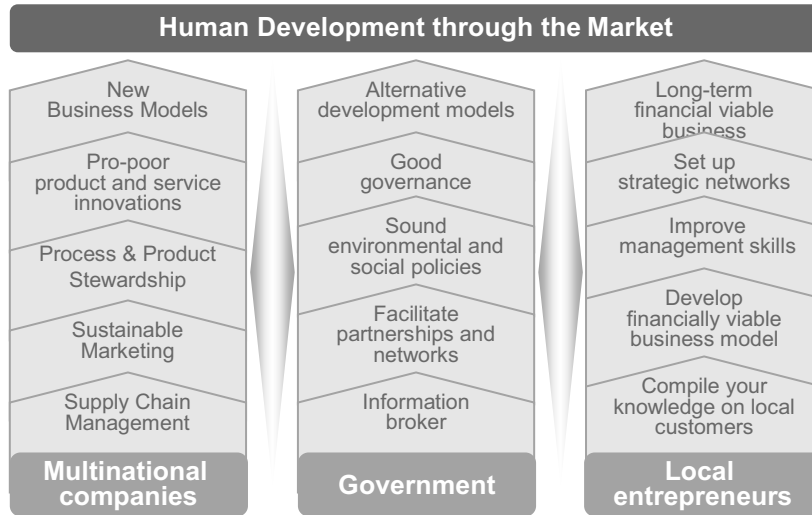 Human Development through the Market
New
Business Models
Pro-poor
product and service
innovations
Process & Product
Stewardship
Sustainable
Marketing
Supply Chain
Management
Multinational
companies
Alternative
development models
Good
governance
Sound
environmental and
social policies
Facilitate
partnerships and
networks
Information
broker
Government
Long-term
financial viable
business
Set up
strategic networks
Improve
management skills
Develop
financially viable
business model
Compile your
knowledge on local
customers
Local
entrepreneurs